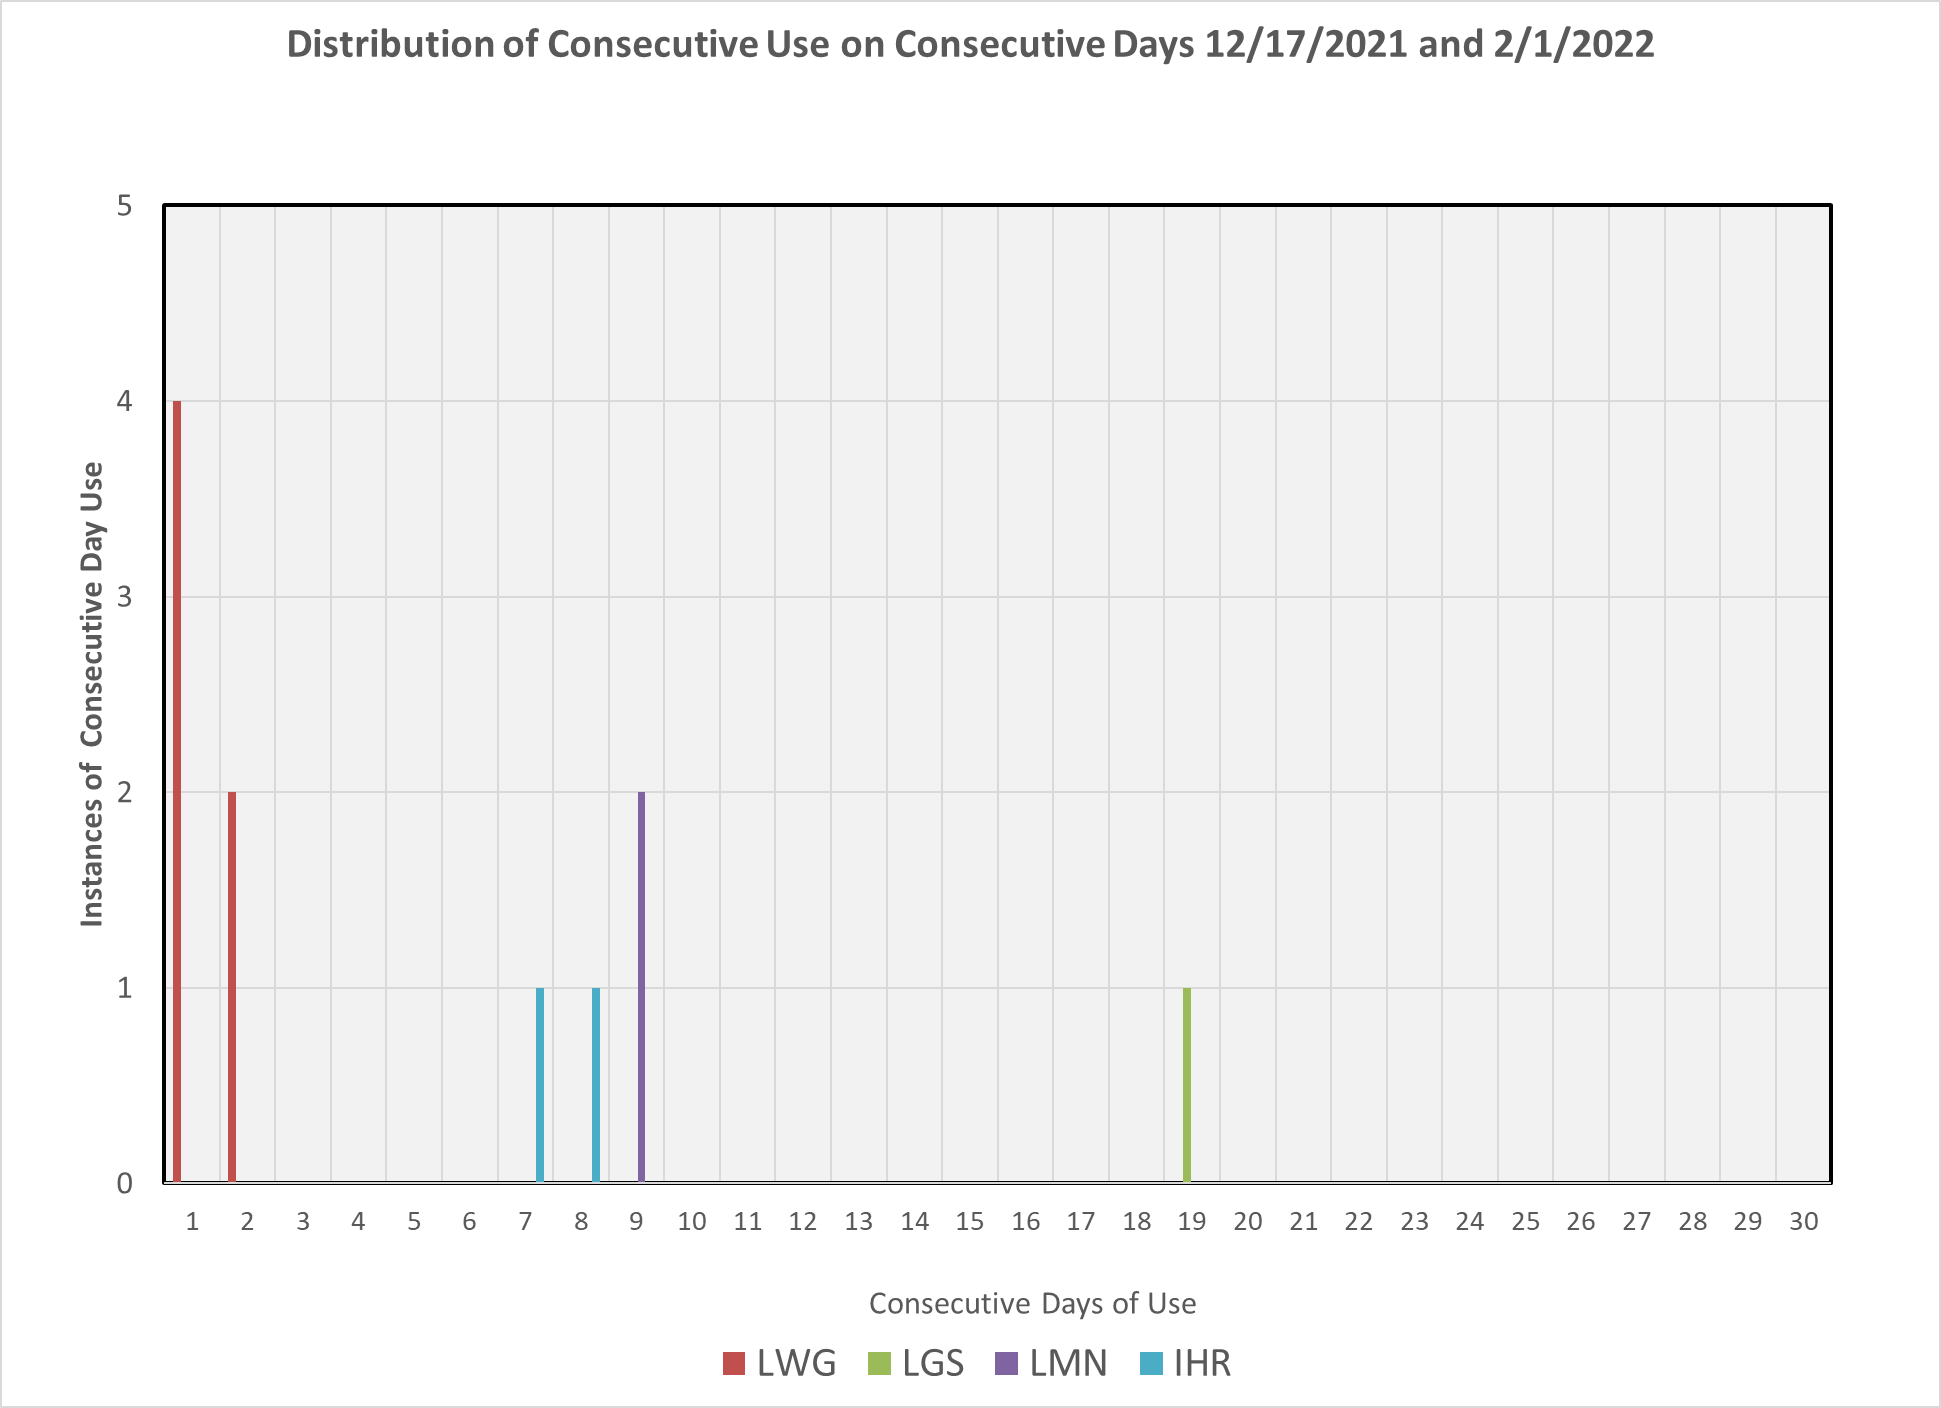 Distribution of Consecutive Use on Consecutive Days 12/17/2021 and 2/1/2022
Instances of Consecutive Day Use
5
4
3
2
1
0
1 2 3 4 5 6 7 8 9 10 11 12 13 14 15 16 17 18 19 20 21 22 23 24 25 26 27 28 29 30
Consecutive Days of Use
LWG LGS LMN IHR